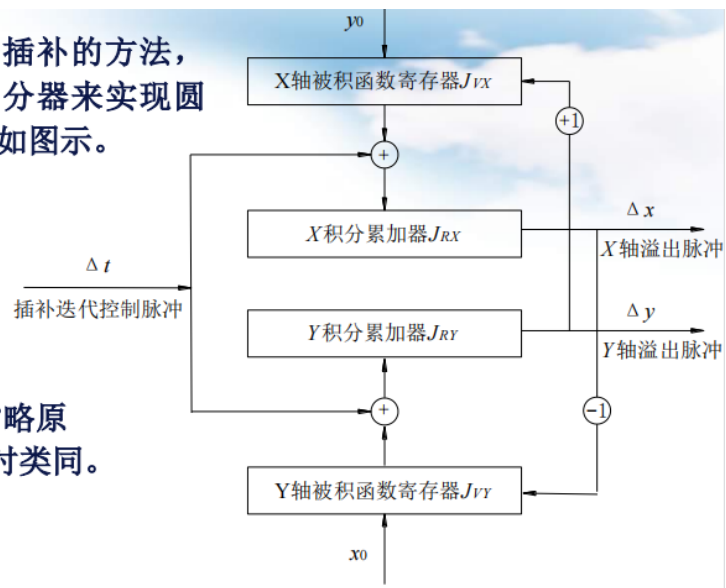 插补的方法，
分器来实现圆
如图示。
y0
X轴被积函数寄存器JVX
+1
+
X积分累加器JRX
Δx
X轴溢出脉冲
Δt
插补迭代控制脉冲
Y积分累加器JRY
Δy
Y轴溢出脉冲
略原
+
-1
时类同。
Y轴被积函数寄存器JVY
x0